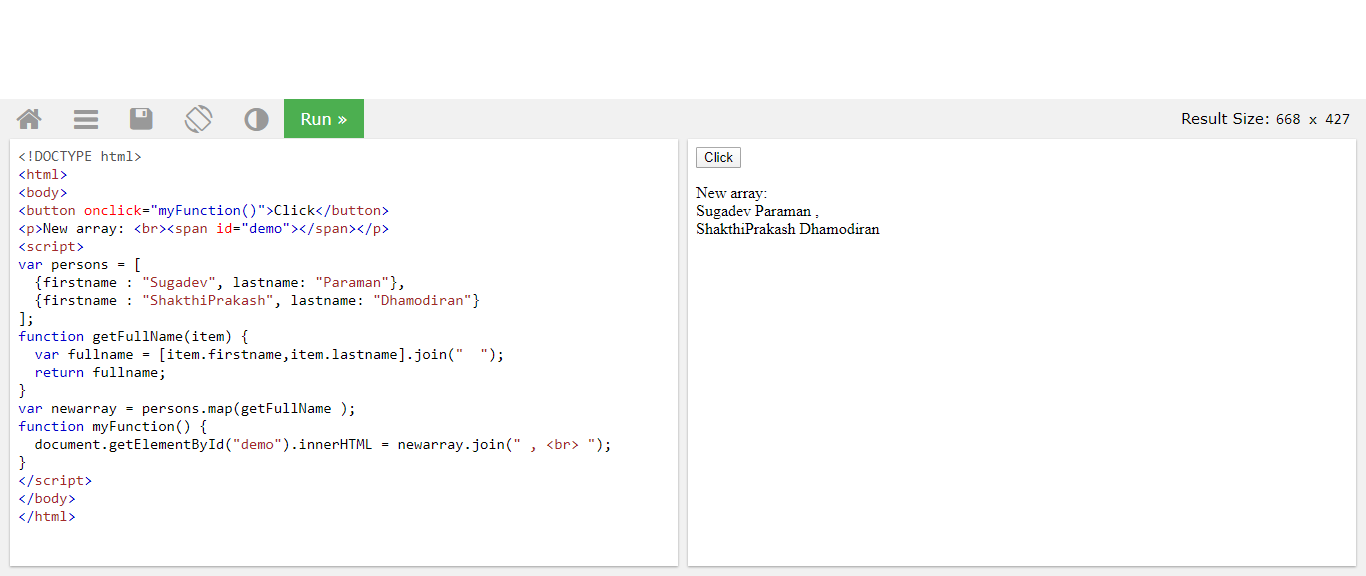 Run »
Result Size: 668 x 427
<!DOCTYPE html>
<html>
<body>
<button onclick="myFunction()">Click</button>
<p>New array: <br><span id="demo"></span></p>
<script>
var persons = [
  {firstname : "Sugadev", lastname: "Paraman"},
  {firstname : "ShakthiPrakash", lastname: "Dhamodiran"}
];
function getFullName(item) {
  var fullname = [item.firstname,item.lastname].join("  ");
  return fullname;
}
var newarray = persons.map(getFullName );
function myFunction() {
  document.getElementById("demo").innerHTML = newarray.join(" , <br> ");
}
</script>
</body>
</html>
Click
New array:
Sugadev Paraman ,
ShakthiPrakash Dhamodiran